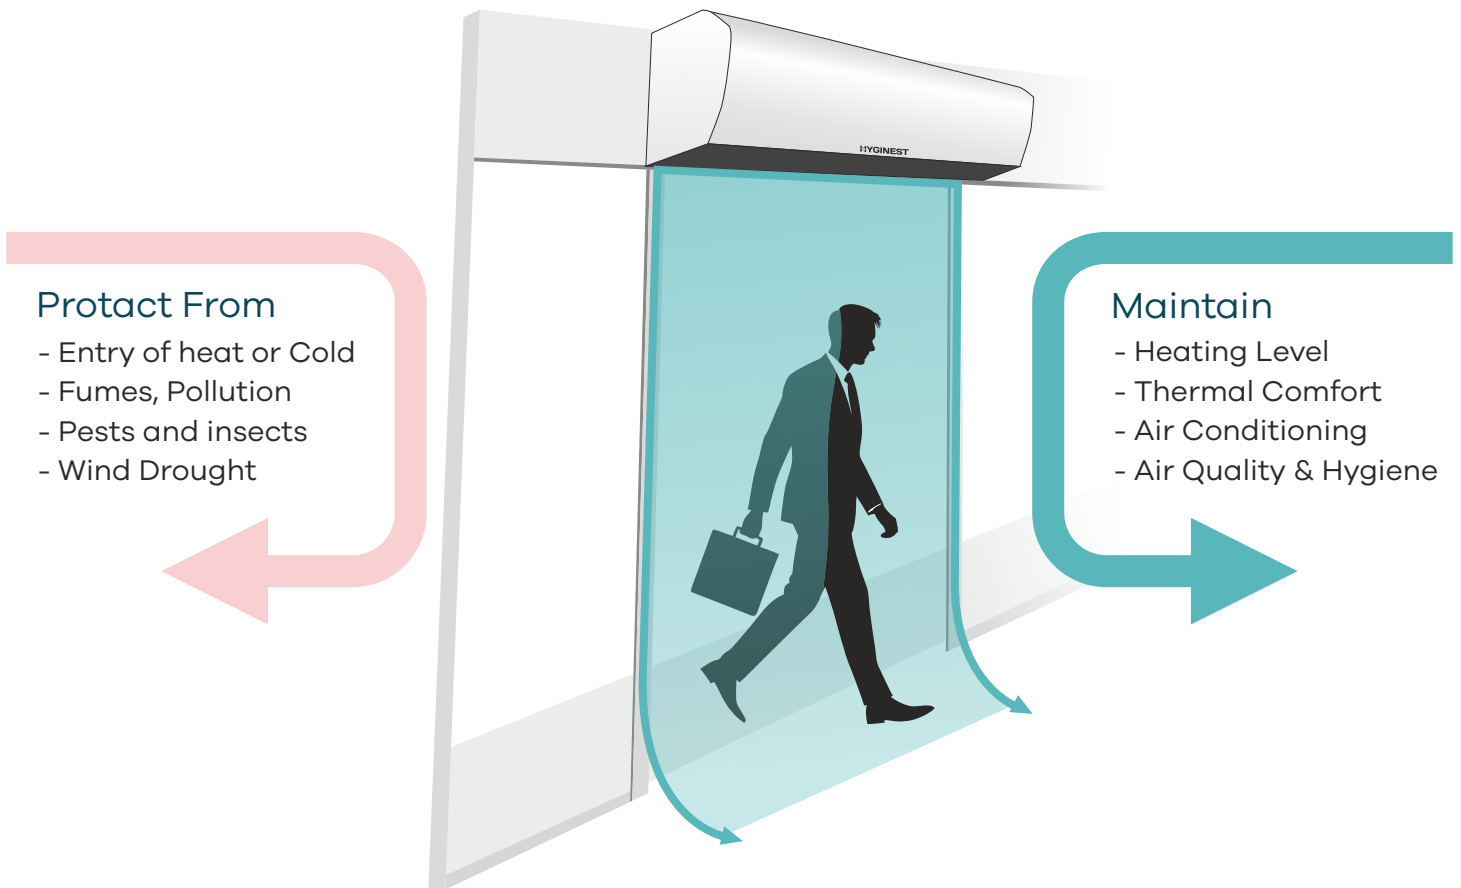 HYGINEST
Protact From
- Entry of heat or Cold
- Fumes, Pollution
- Pests and insects
- Wind Drought
Maintain
- Heating Level
- Thermal Comfort
- Air Conditioning
- Air Quality & Hygiene